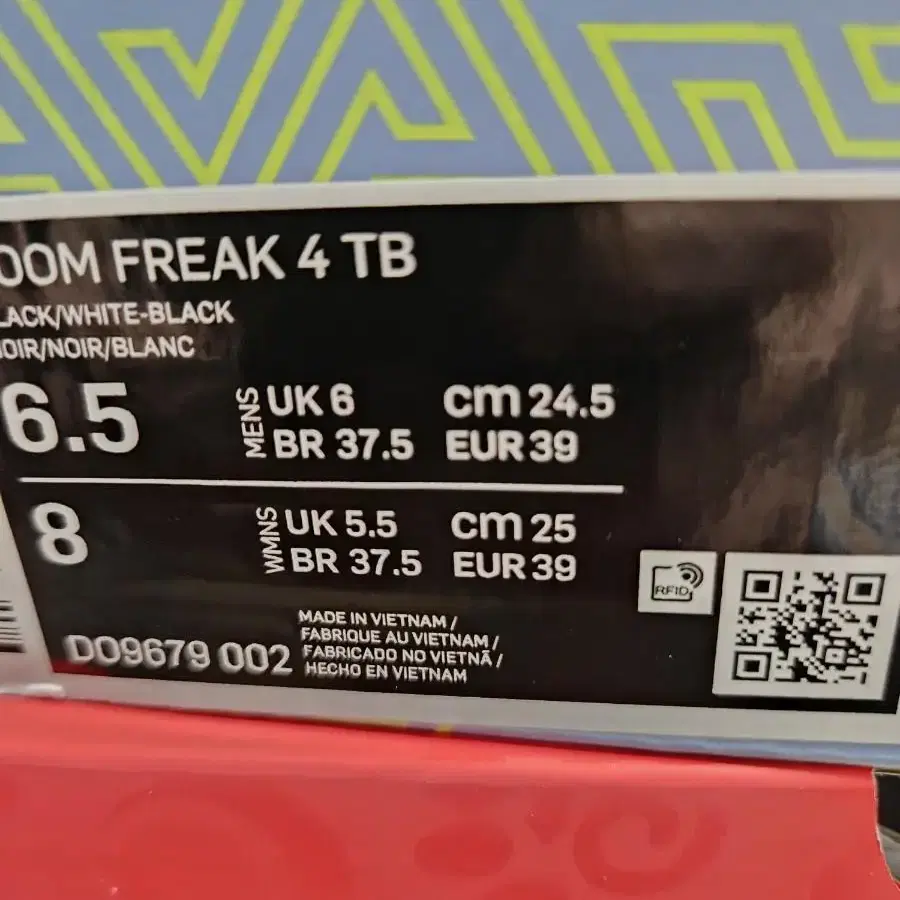 OOM FREAK 4 TB
LACK/WHITE-BLACK
OIR/NOIR/BLANC
6.5 MENS UK 6 cm 24.5
BR 37.5 EUR 39
8 WMNS UK 5.5 cm 25
BR 37.5 EUR 39
MADE IN VIETNAM /
FABRIQUE AU VIETNAM /
FABRICADO NO VIETNÃ /
HECHO EN VIETNAM
DO9679 002
RFID